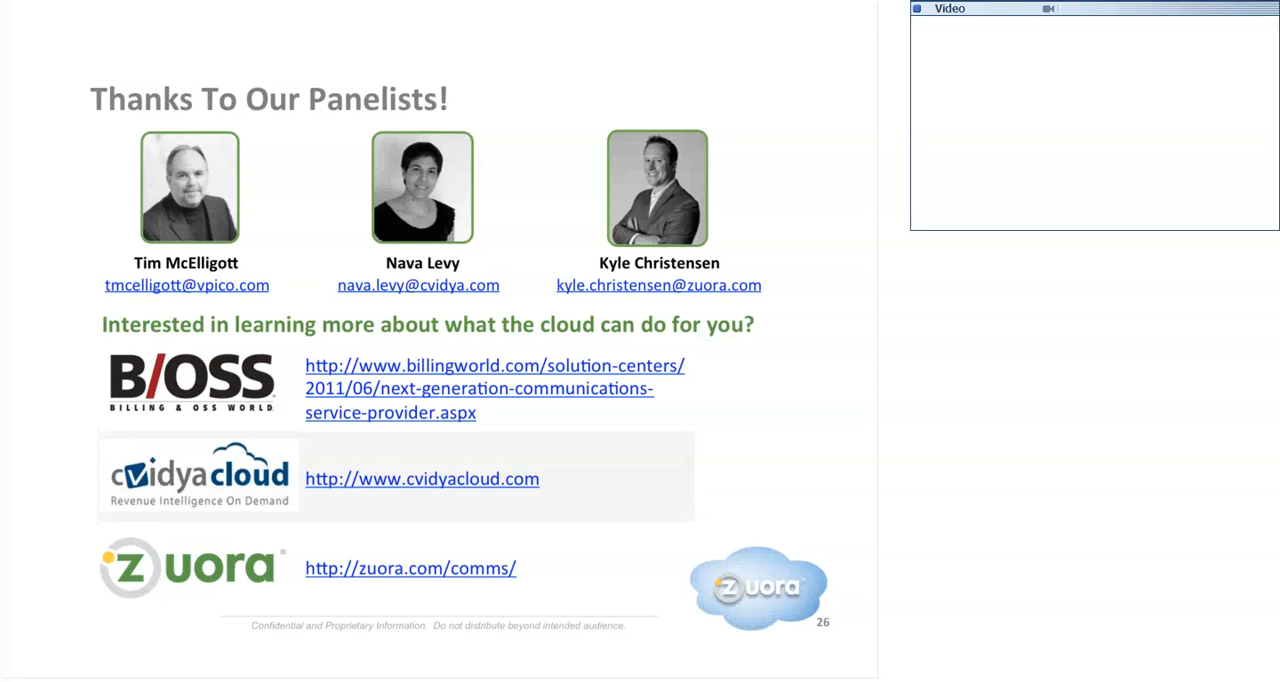 Video
Thanks To Our Panelists!
Tim McElligott
Nava Levy
Kyle Christensen
tmcelligott@vpico.com
nava.levy@cvidya.com
kyle.christensen@zuora.com
Interested in learning more about what the cloud can do for you?
B/OSS
BILLING & OSS WORLD
http://www.billingworld.com/solution-centers/
2011/06/next-generation-communications-
service-provider.aspx
cvidyacloud
Revenue Intelligence On Demand
http://www.cvidyacloud.com
zuora
http://zuora.com/comms/
zuora
Confidential and Proprietary Information. Do not distribute beyond intended audience.
26